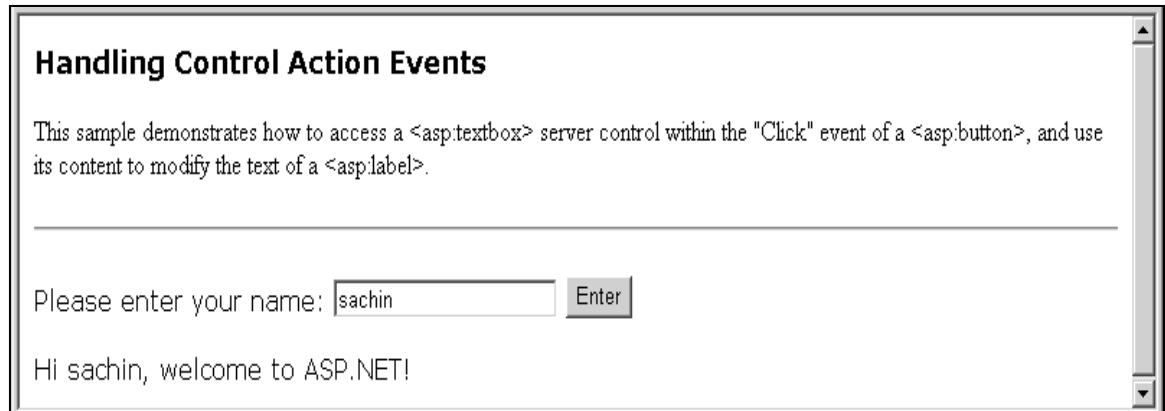 Handling Control Action Events
This sample demonstrates how to access a <asp:textbox> server control within the "Click" event of a <asp:button>, and use
its content to modify the text of a <asp:label>.
Please enter your name: sachin Enter
Hi sachin, welcome to ASP.NET!